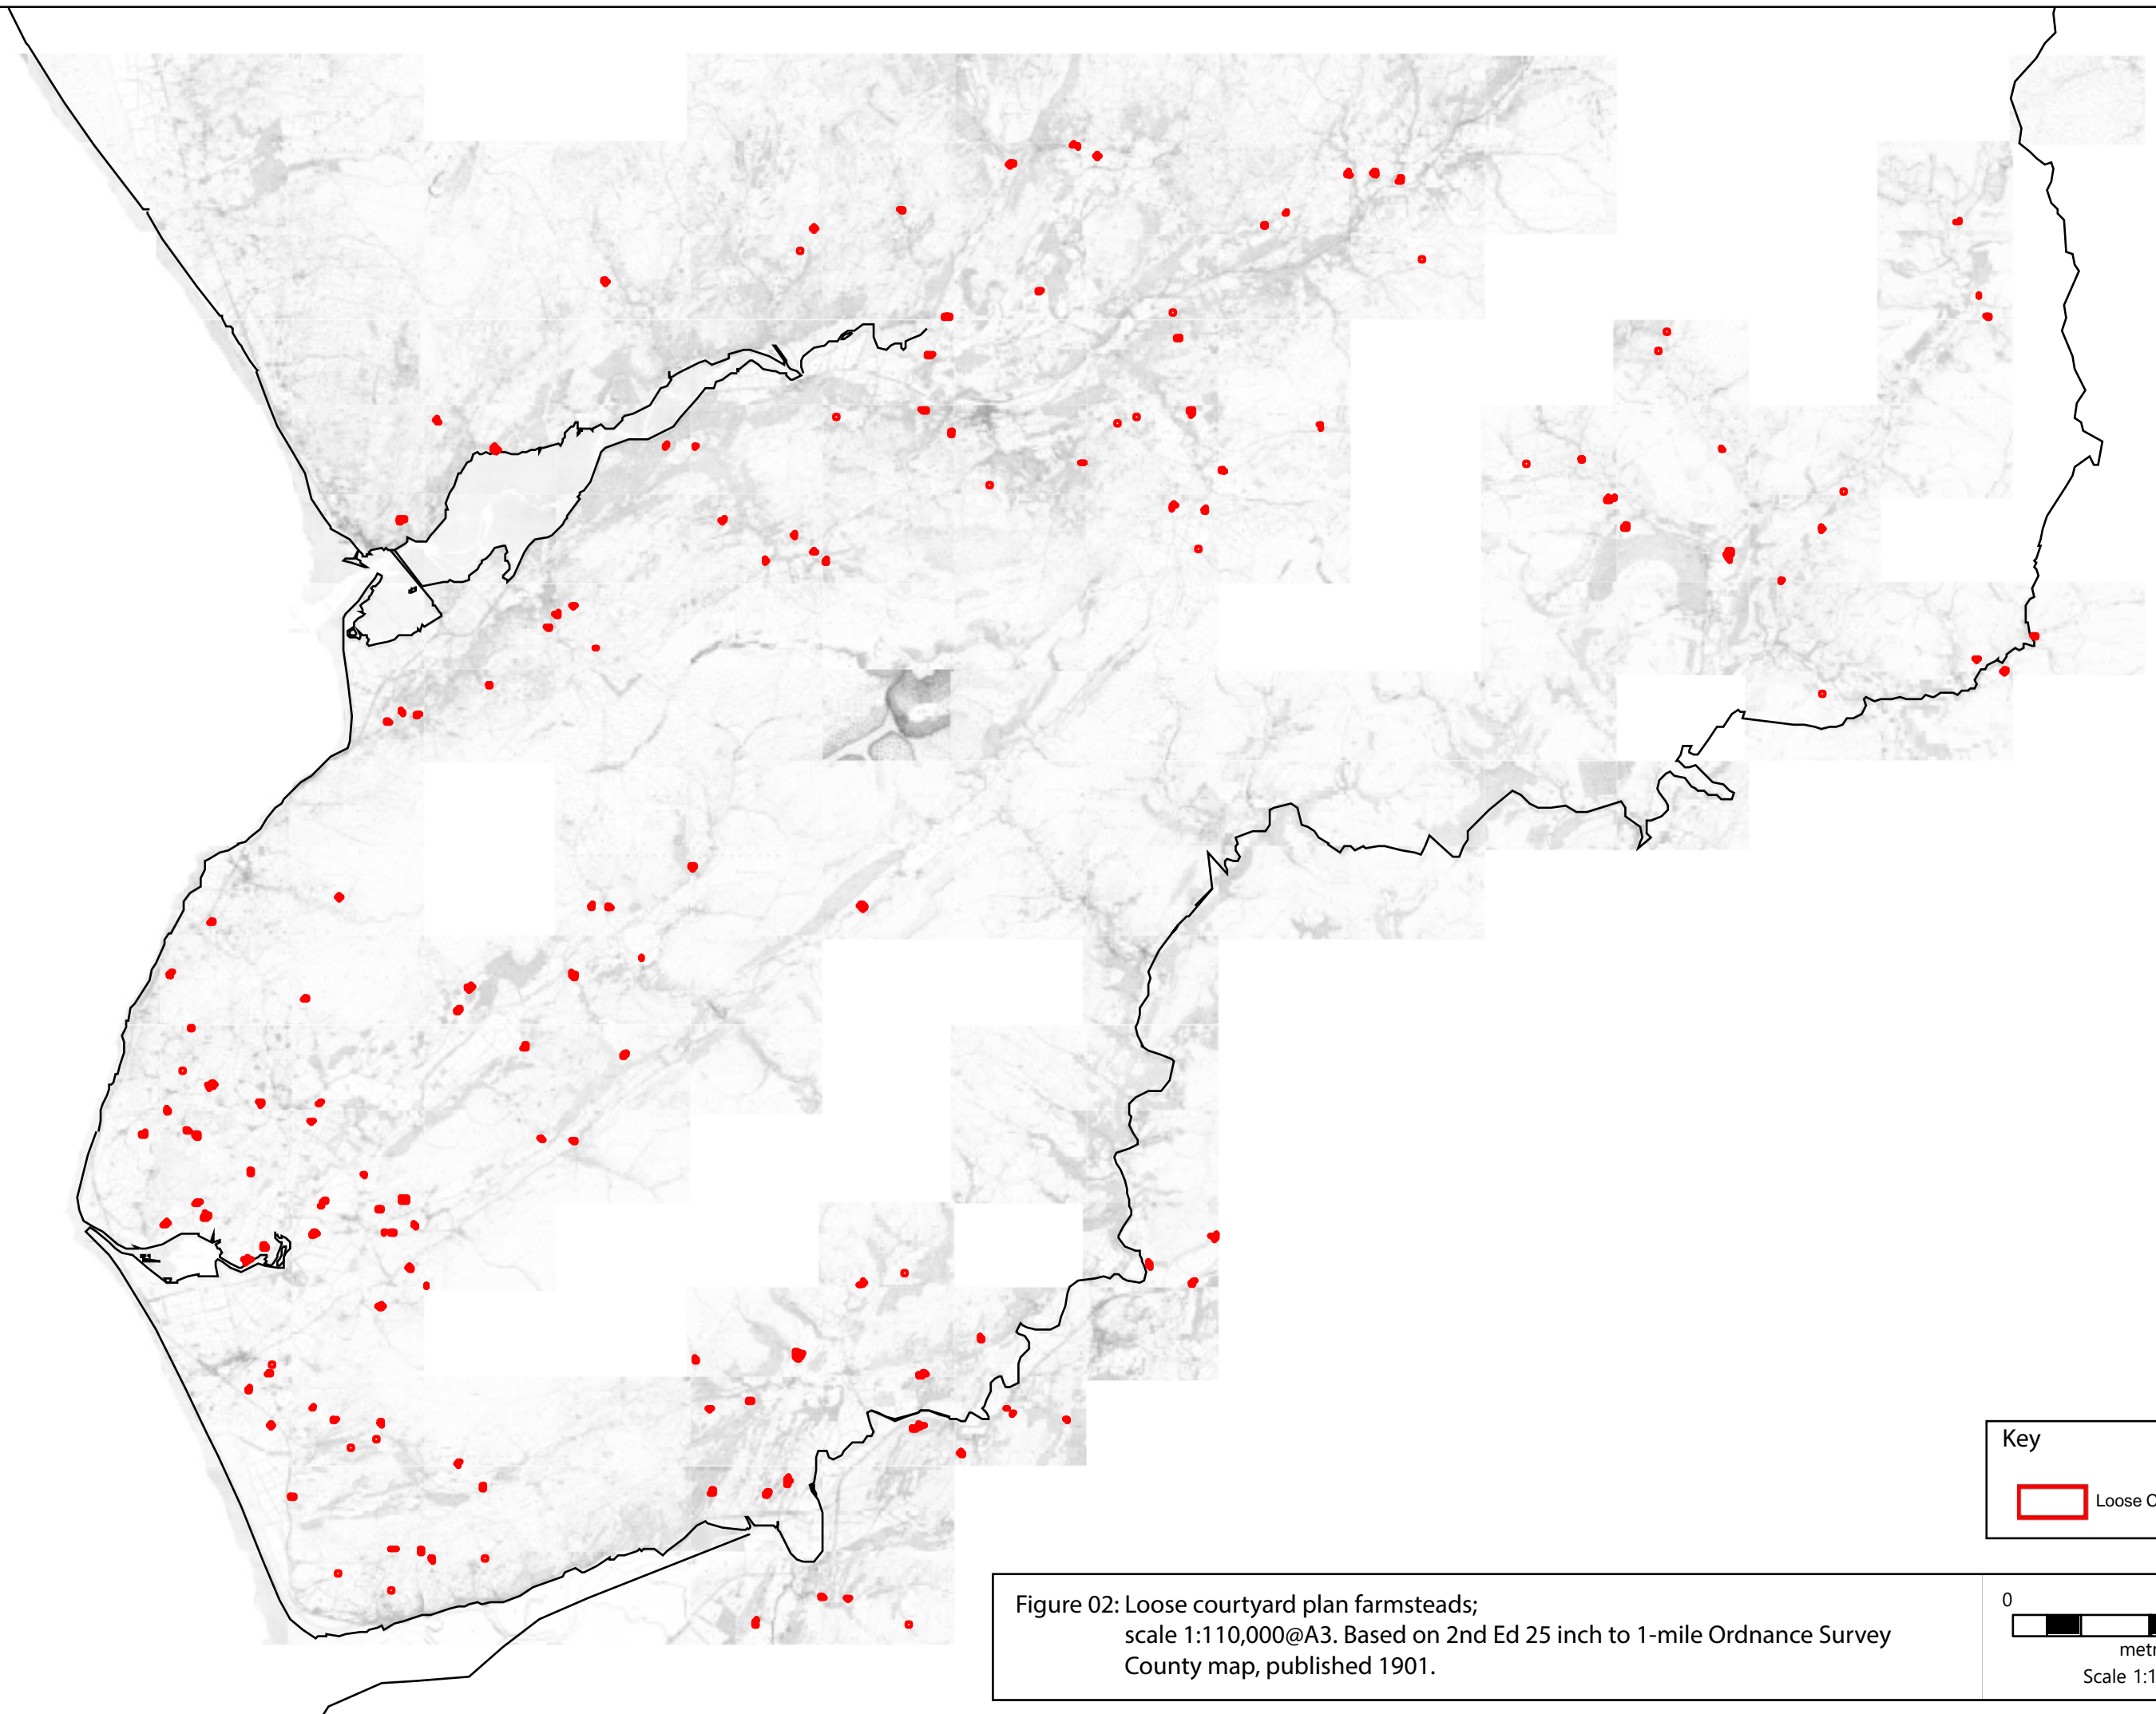 Key
Loose C
Figure 02: Loose courtyard plan farmsteads;
scale 1:110,000@A3. Based on 2nd Ed 25 inch to 1-mile Ordnance Survey
County map, published 1901.
0
metr
Scale 1:1